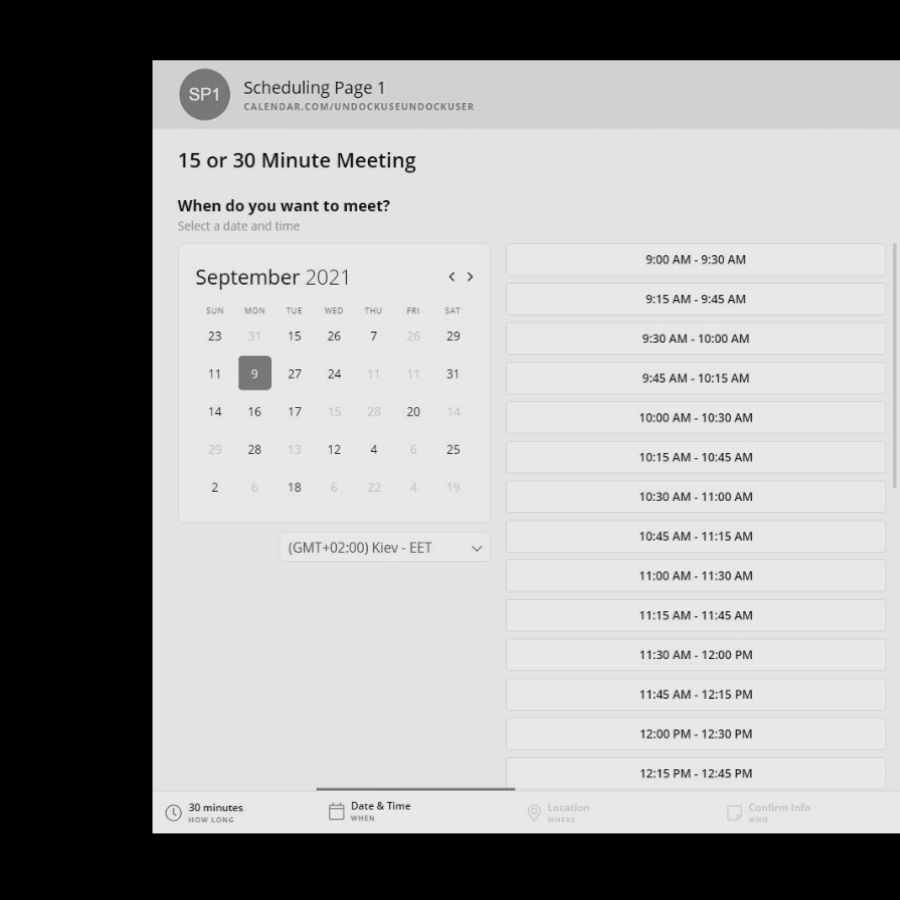 SP1
Scheduling Page 1
CALENDAR.COM/UNDOCKUSEUNDOCKUSER
15 or 30 Minute Meeting
When do you want to meet?
Select a date and time
September 2021
SUN MON TUE WED THU FRI SAT
23 31 15 26 7 26 29
11 9 27 24 11 11 31
14 16 17 15 28 20 14
29 28 13 12 4 6 25
2 6 18 6 22 4 19
(GMT+02:00) Kiev - EET
9:00 AM - 9:30 AM
9:15 AM - 9:45 AM
9:30 AM - 10:00 AM
9:45 AM - 10:15 AM
10:00 AM - 10:30 AM
10:15 AM - 10:45 AM
10:30 AM - 11:00 AM
10:45 AM - 11:15 AM
11:00 AM - 11:30 AM
11:15 AM - 11:45 AM
11:30 AM - 12:00 PM
11:45 AM - 12:15 PM
12:00 PM - 12:30 PM
12:15 PM - 12:45 PM
30 minutes
HOW LONG
Date & Time
WHEN
Location
WHERE
Confirm Info
WHO